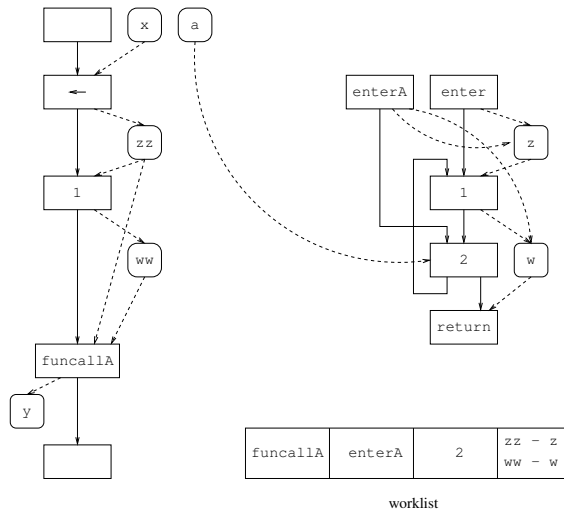 x
a
←
enterA
enter
zz
z
1
1
ww
2
w
return
funcallA
y
funcallA
enterA
2
zz – z
ww – w
worklist